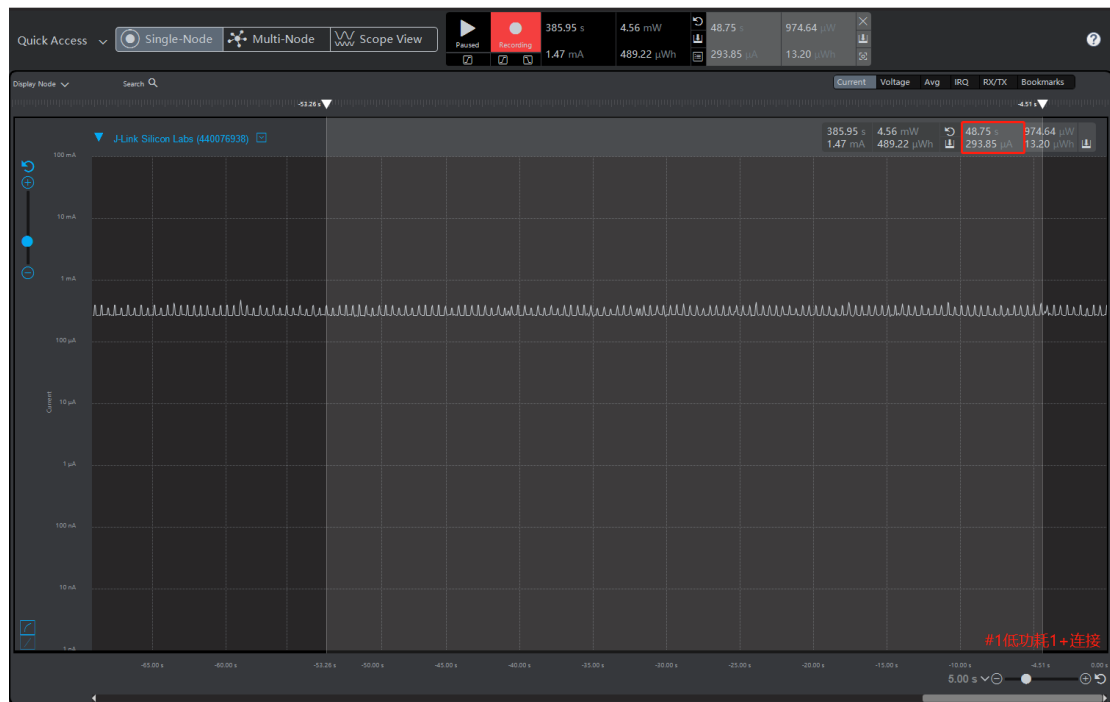 Quick Access Single-Node Multi-Node Scope View
Paused Recording
385.95 s 4.56 mW 48.75 s 974.64 µW
1.47 mA 489.22 µWh 293.85 µA 13.20 µWh
?
Display Node Search Current Voltage Avg IRQ RX/TX Bookmarks
-53.26 s -4.51 s
J-Link Silicon Labs (440076938)
385.95 s 4.56 mW 48.75 s 974.64 µW
1.47 mA 489.22 µWh 293.85 µA 13.20 µWh
100 mA
10 mA
1 mA
100 µA
Current
10 µA
1 µA
100 nA
10 nA
1 nA
#1低功耗1+连接
-65.00 s -60.00 s -53.26 s -50.00 s -45.00 s -40.00 s -35.00 s -30.00 s -25.00 s -20.00 s -15.00 s -10.00 s -4.51 s 0.00 s
5.00 s